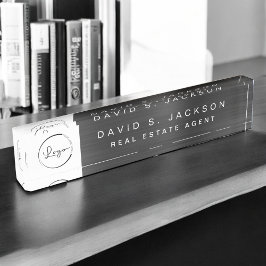 DAVID S. JACKSON
DAVID S. JACKSON
REAL ESTATE AGENT
Logo